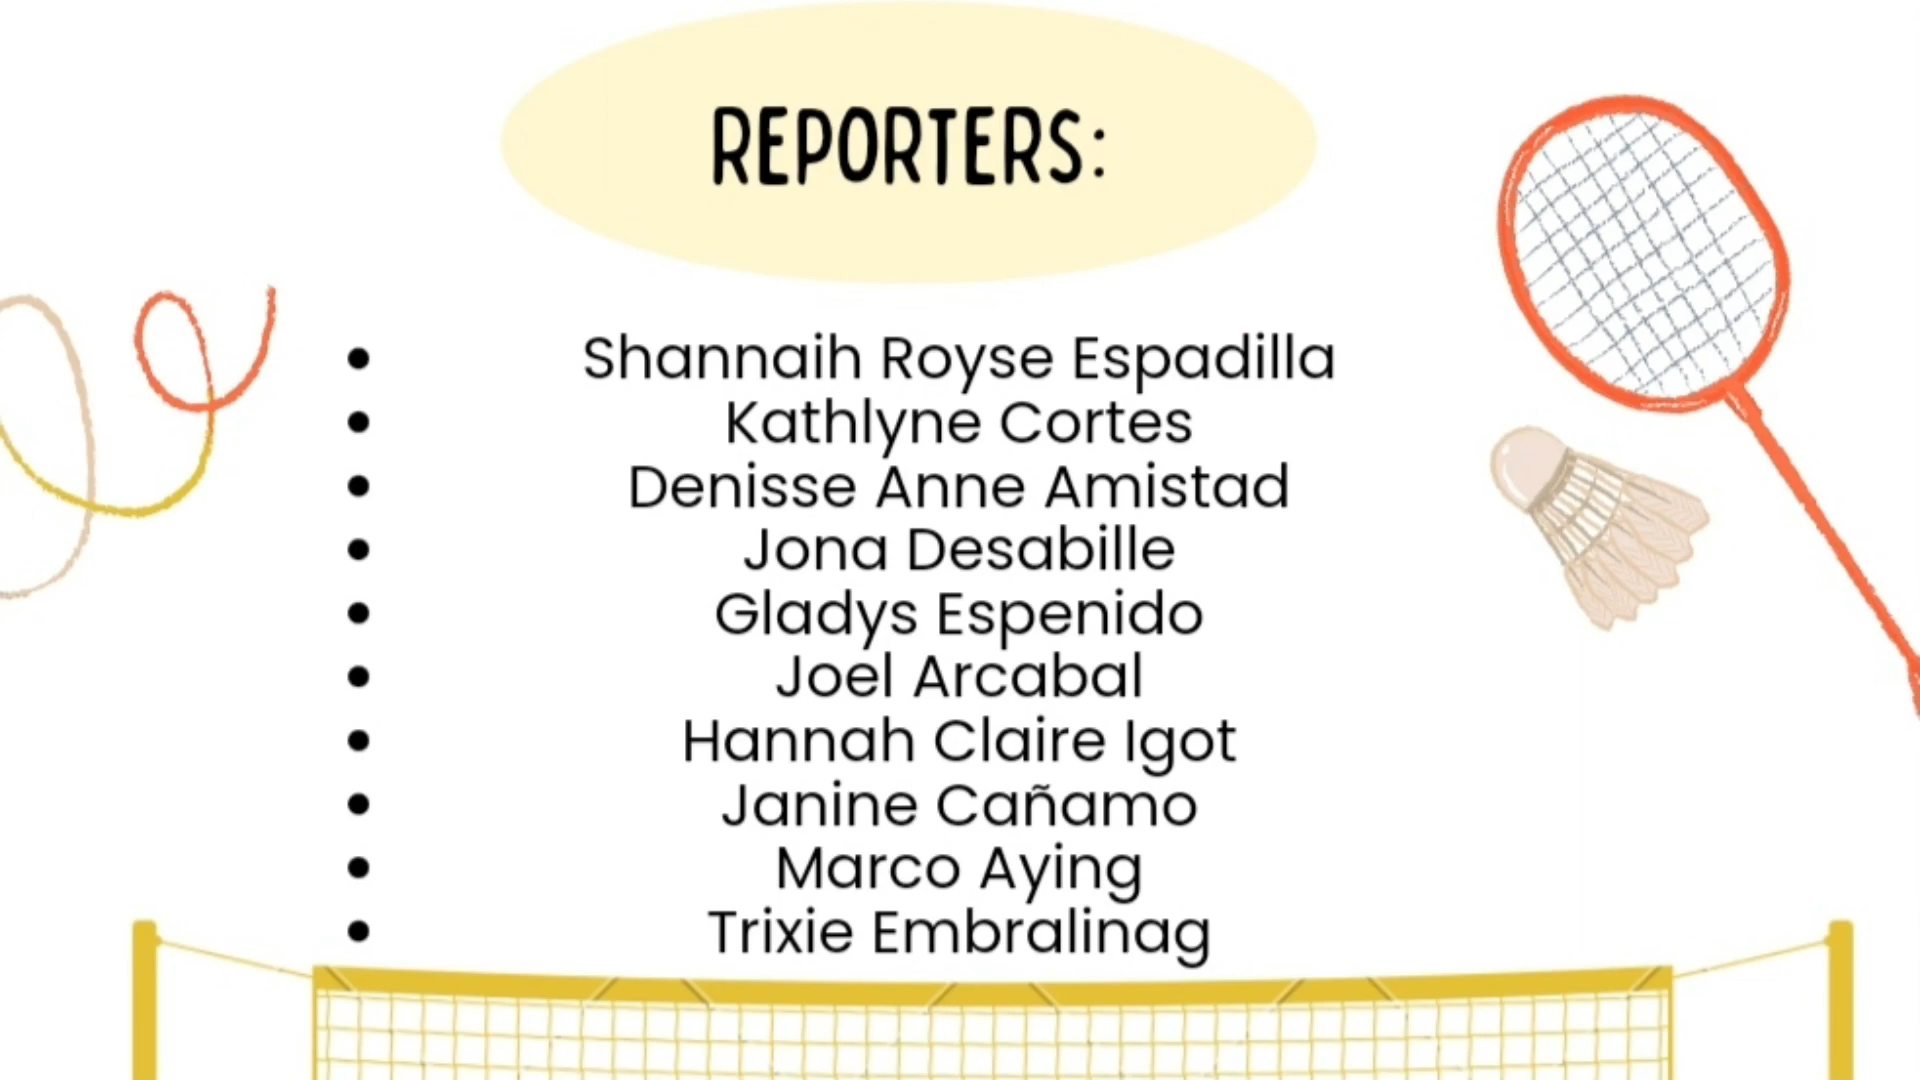 REPORTERS:
• Shannaih Royse Espadilla
• Kathlyne Cortes
• Denisse Anne Amistad
• Jona Desabille
• Gladys Espenido
• Joel Arcabal
• Hannah Claire Igot
• Janine Cañamo
• Marco Aying
• Trixie Embralinag